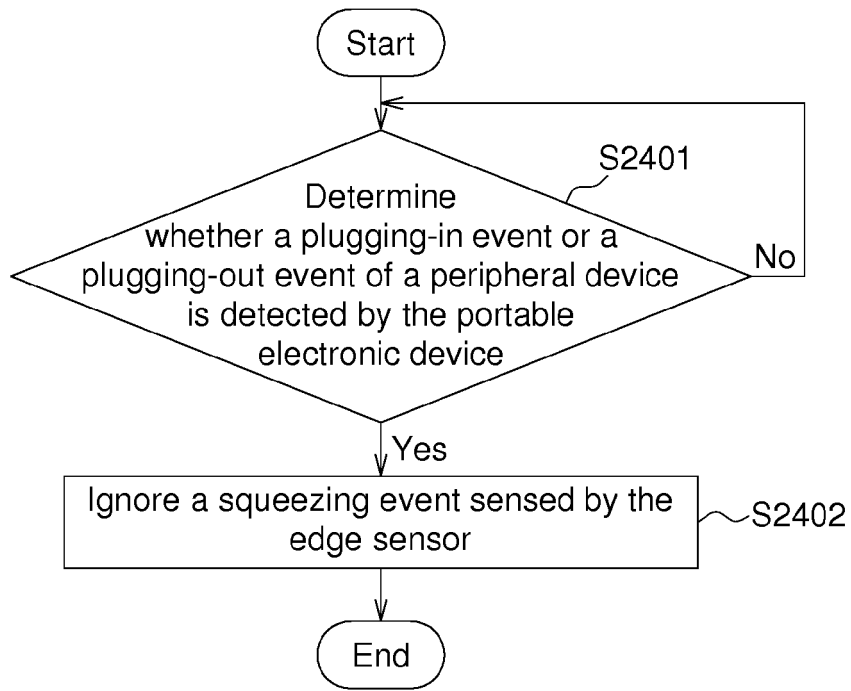 Start
S2401
Determine
whether a plugging-in event or a
plugging-out event of a peripheral device
is detected by the portable
electronic device
No
Yes
Ignore a squeezing event sensed by the
edge sensor
S2402
End